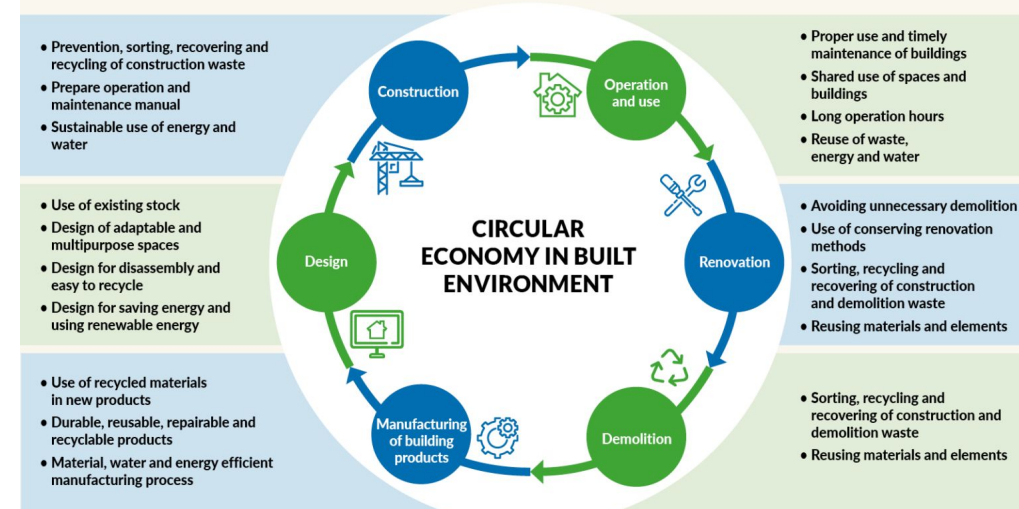 • Prevention, sorting, recovering and
recycling of construction waste
• Prepare operation and
maintenance manual
• Sustainable use of energy and
water
• Use of existing stock
• Design of adaptable and
multipurpose spaces
• Design for disassembly and
easy to recycle
• Design for saving energy and
using renewable energy
• Use of recycled materials
in new products
• Durable, reusable, repairable and
recyclable products
• Material, water and energy efficient
manufacturing process
Construction
Operation
and use
Design
CIRCULAR
ECONOMY IN BUILT
ENVIRONMENT
Renovation
Manufacturing
of building
products
Demolition
• Proper use and timely
maintenance of buildings
• Shared use of spaces and
buildings
• Long operation hours
• Reuse of waste,
energy and water
• Avoiding unnecessary demolition
• Use of conserving renovation
methods
• Sorting, recycling and
recovering of construction
and demolition waste
• Reusing materials and elements
• Sorting, recycling and
recovering of construction and
demolition waste
• Reusing materials and elements